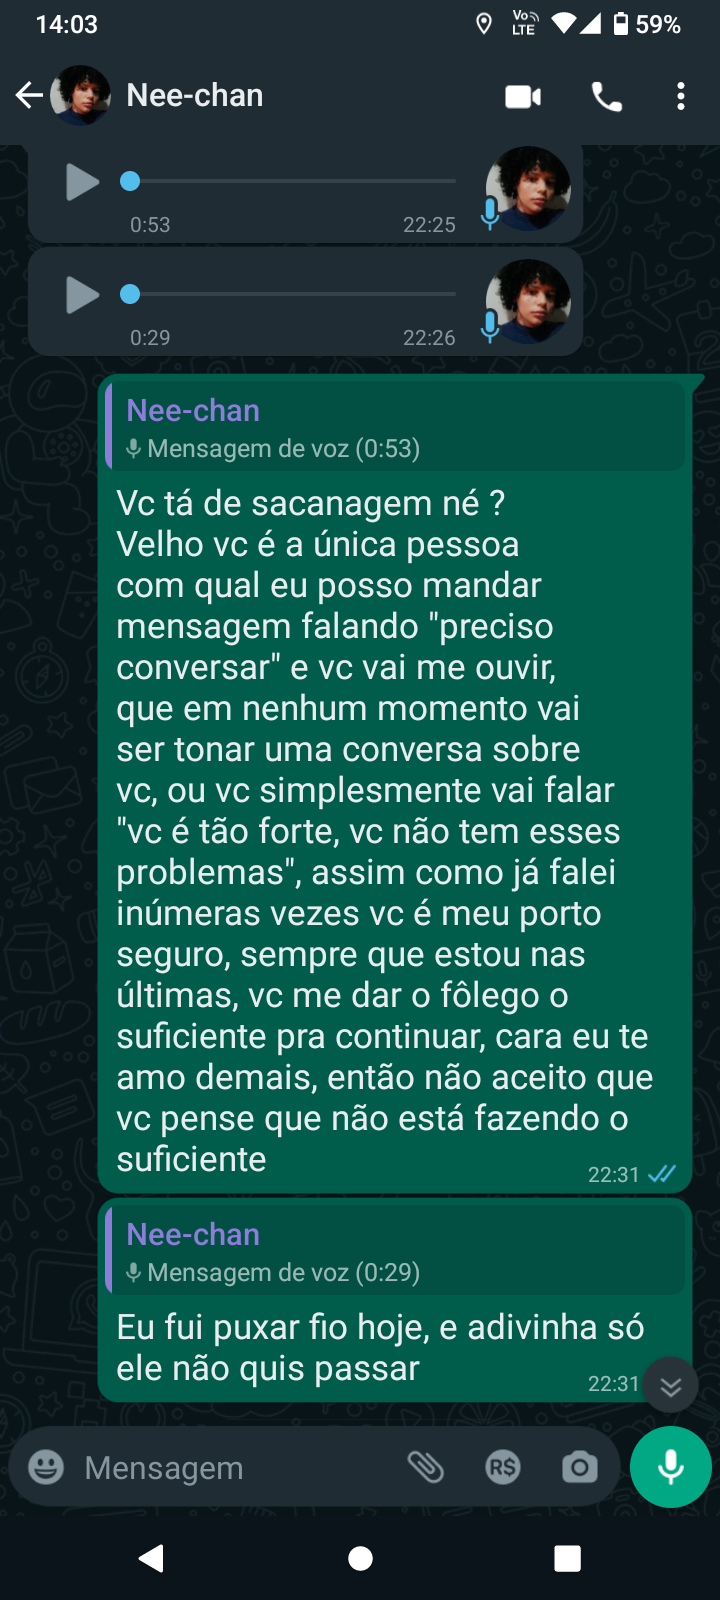 14:03
Vo
LTE
59%
Nee-chan
0:53
22:25
0:29
22:26
Nee-chan
Mensagem de voz (0:53)
Vc tá de sacanagem né ?
Velho vc é a única pessoa
com qual eu posso mandar
mensagem falando "preciso
conversar" e vc vai me ouvir,
que em nenhum momento vai
ser tonar uma conversa sobre
vc, ou vc simplesmente vai falar
"vc é tão forte, vc não tem esses
problemas", assim como já falei
inúmeras vezes vc é meu porto
seguro, sempre que estou nas
últimas, vc me dar o fôlego o
suficiente pra continuar, cara eu te
amo demais, então não aceito que
vc pense que não está fazendo o
suficiente
22:31
Nee-chan
Mensagem de voz (0:29)
Eu fui puxar fio hoje, e adivinha só
ele não quis passar
22:31
Mensagem
R$